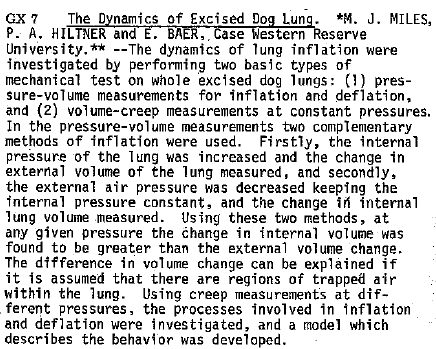 GX 7 The Dynamics of Excised Dog Lung. *M. J. MILES,
P. A. HILTNER and E. BAER, Case Western Reserve
University.** --The dynamics of lung inflation were
investigated by performing two basic types of
mechanical test on whole excised dog lungs: (1) pres-
sure-volume measurements for inflation and deflation,
and (2) volume-creep measurements at constant pressures.
In the pressure-volume measurements two complementary
methods of inflation were used. Firstly, the internal
pressure of the lung was increased and the change in
external volume of the lung measured, and secondly,
the external air pressure was decreased keeping the
internal pressure constant, and the change in internal
lung volume measured. Using these two methods, at
any given pressure the change in internal volume was
found to be greater than the external volume change.
The difference in volume change can be explained if
it is assumed that there are regions of trapped air
within the lung. Using creep measurements at dif-
ferent pressures, the processes involved in inflation
and deflation were investigated, and a model which
describes the behavior was developed.